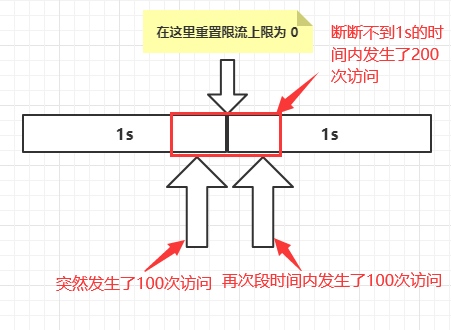 在这里重置限流上限为 0
断断不到1s的时
间内发生了200
次访问
1s
1s
突然发生了100次访问
再次段时间内发生了100次访问